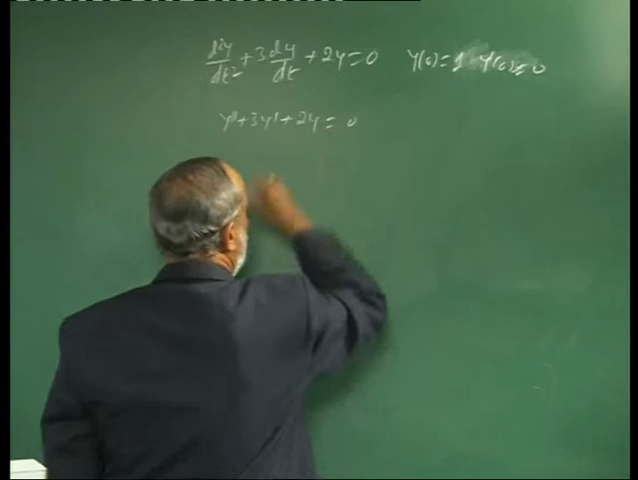 d²y/dt² + 3 dy/dt + 2y = 0 y(0) = 1 y'(0) = 0
y'' + 3y' + 2y = 0